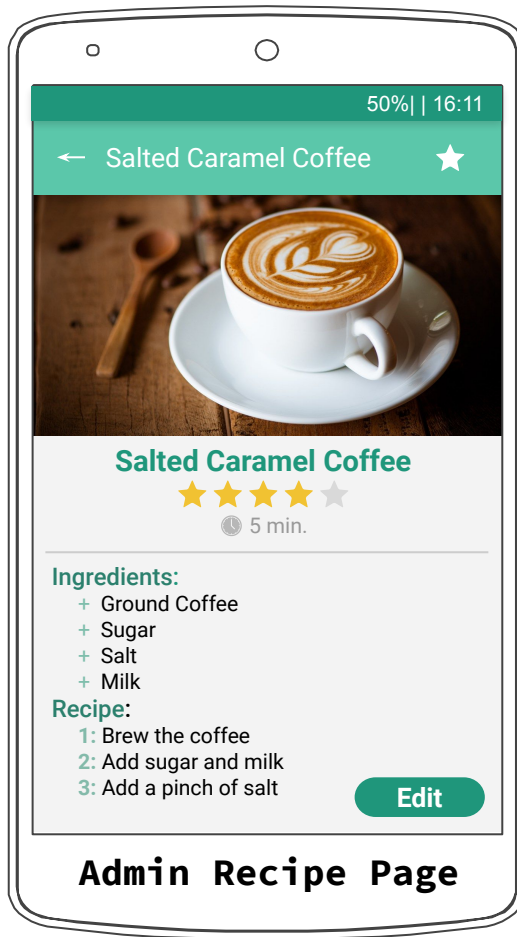 50%| | 16:11
← Salted Caramel Coffee
Salted Caramel Coffee
5 min.
Ingredients:
+ Ground Coffee
+ Sugar
+ Salt
+ Milk
Recipe:
1: Brew the coffee
2: Add sugar and milk
3: Add a pinch of salt
Edit
Admin Recipe Page